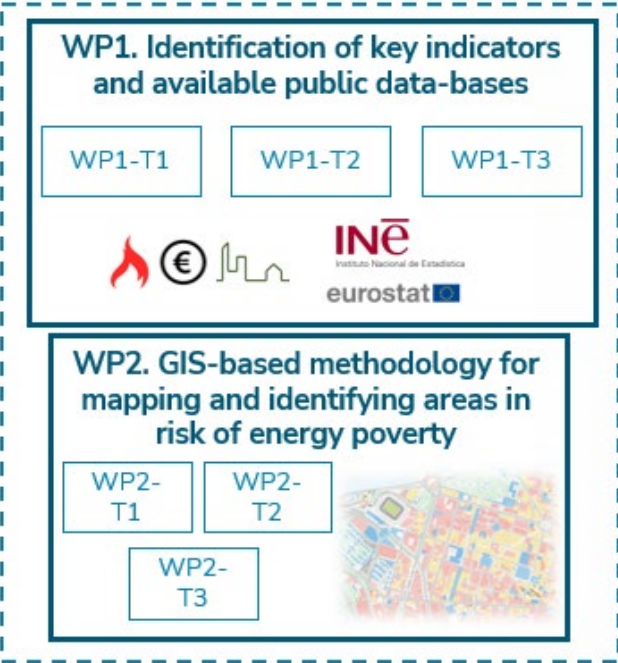 WP1. Identification of key indicators
and available public data-bases
WP1-T1
WP1-T2
WP1-T3
€
INe
Instituto Nacional de Estadística
eurostat
WP2. GIS-based methodology for
mapping and identifying areas in
risk of energy poverty
WP2-
T1
WP2-
T2
WP2-
T3